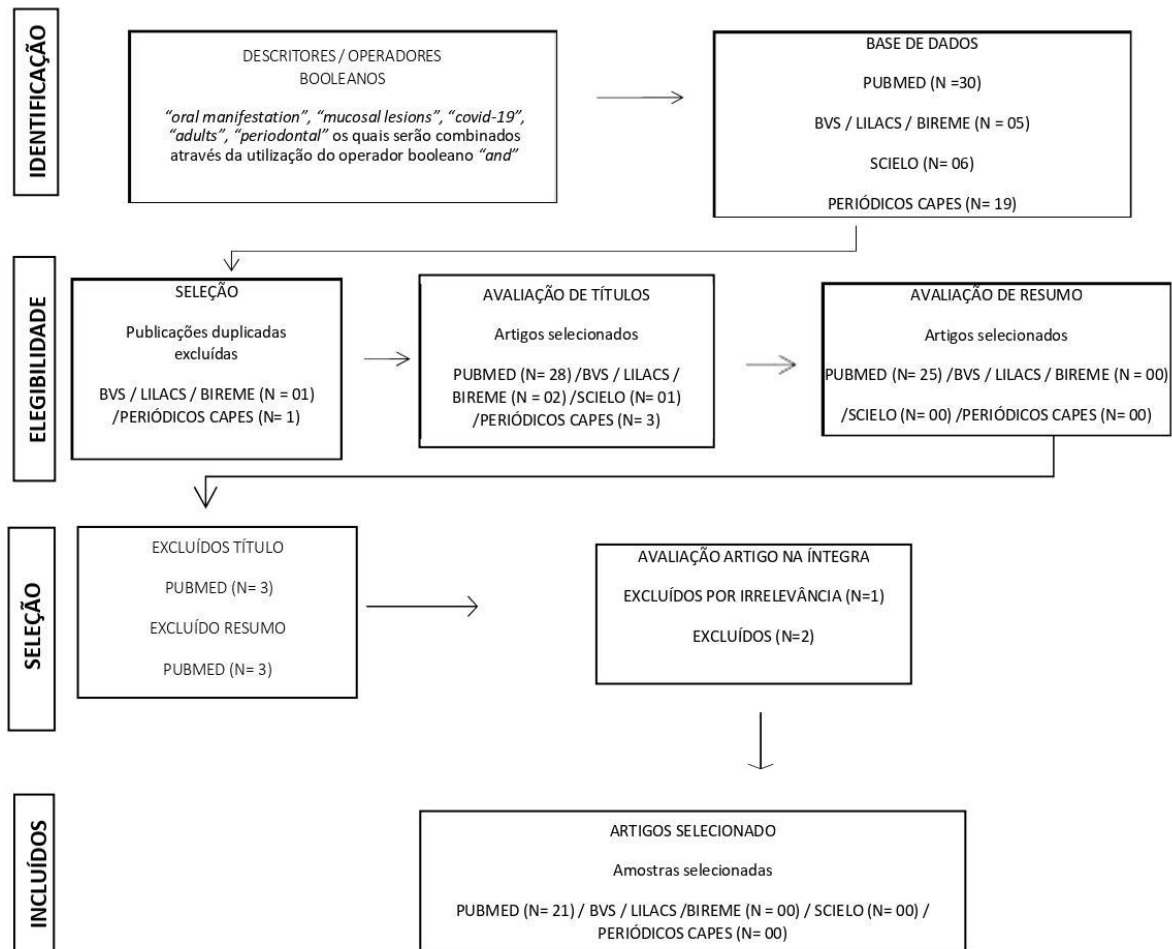 IDENTIFICAÇÃO
DESCRITORES / OPERADORES
BOOLEANOS
“oral manifestation”, “mucosal lesions”, “covid-19”,
“adults”, “periodontal” os quais serão combinados
através da utilização do operador booleano “and”
BASE DE DADOS
PUBMED (N =30)
BVS / LILACS / BIREME (N = 05)
SCIELO (N= 06)
PERIÓDICOS CAPES (N= 19)
ELEGIBILIDADE
SELEÇÃO
Publicações duplicadas
excluídas
BVS / LILACS / BIREME (N = 01)
/PERIÓDICOS CAPES (N= 1)
AVALIAÇÃO DE TÍTULOS
Artigos selecionados
PUBMED (N= 28) /BVS / LILACS /
BIREME (N = 02) /SCIELO (N= 01)
/PERIÓDICOS CAPES (N= 3)
AVALIAÇÃO DE RESUMO
Artigos selecionados
PUBMED (N= 25) /BVS / LILACS / BIREME (N = 00)
/SCIELO (N= 00) /PERIÓDICOS CAPES (N= 00)
SELEÇÃO
EXCLUÍDOS TÍTULO
PUBMED (N= 3)
EXCLUÍDO RESUMO
PUBMED (N= 3)
AVALIAÇÃO ARTIGO NA ÍNTEGRA
EXCLUÍDOS POR IRRELEVÂNCIA (N=1)
EXCLUÍDOS (N=2)
INCLUÍDOS
ARTIGOS SELECIONADO
Amostras selecionadas
PUBMED (N= 21) / BVS / LILACS /BIREME (N = 00) / SCIELO (N= 00) /
PERIÓDICOS CAPES (N= 00)